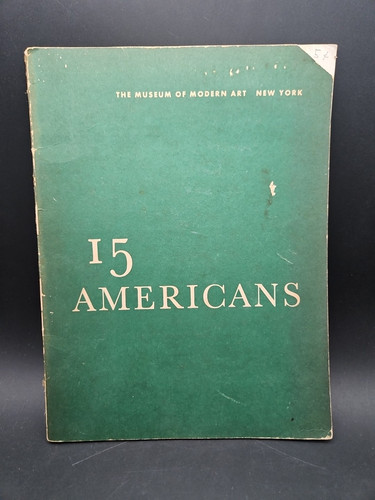 THE MUSEUM OF MODERN ART NEW YORK
15
AMERICANS